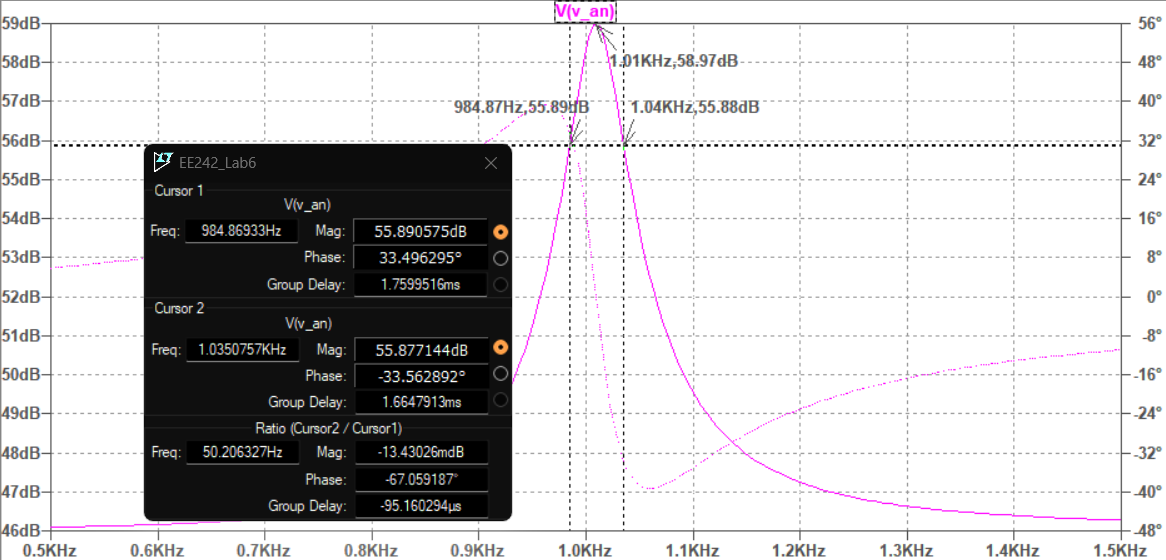 V(v_an)
59dB
58dB
57dB
56dB
55dB
54dB
53dB
52dB
51dB
50dB
49dB
48dB
47dB
46dB
56°
48°
40°
32°
24°
16°
8°
0°
-8°
-16°
-24°
-32°
-40°
-48°
1.01KHz,58.97dB
984.87Hz,55.89dB
1.04KHz,55.88dB
EE242_Lab6
Cursor 1
V(v_an)
Freq: 984.86933Hz Mag: 55.890575dB
Phase: 33.496295°
Group Delay: 1.7599516ms
Cursor 2
V(v_an)
Freq: 1.0350757KHz Mag: 55.877144dB
Phase: -33.562892°
Group Delay: 1.6647913ms
Ratio (Cursor2 / Cursor1)
Freq: 50.206327Hz Mag: -13.43026mdB
Phase: -67.059187°
Group Delay: -95.160294µs
0.5KHz 0.6KHz 0.7KHz 0.8KHz 0.9KHz 1.0KHz 1.1KHz 1.2KHz 1.3KHz 1.4KHz 1.5KHz